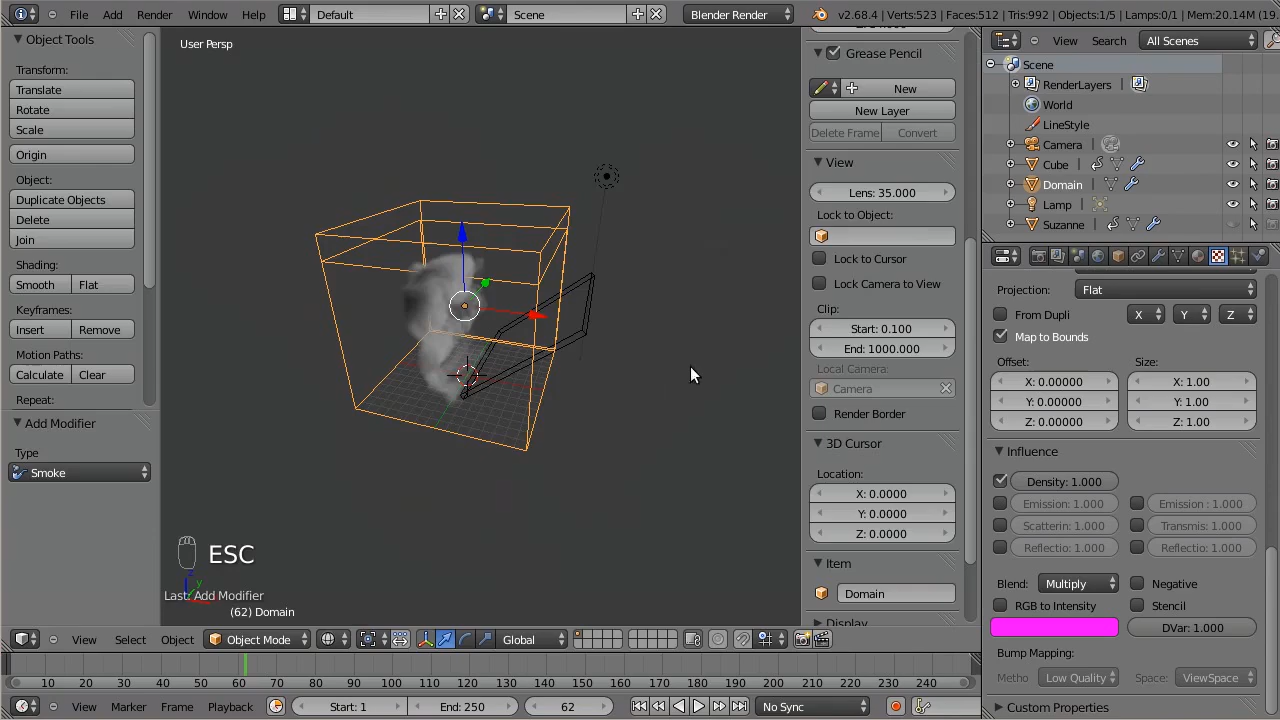 File Render Window Help Default Scene Blender Render v2.68.4 | Verts:523 | Faces:512 | Tris:992 | Objects:1/5 | Lamps:0/1 | Mem:20.14M (19.
Object Tools
Transform:
Translate
Rotate
Scale
Origin
Object:
Duplicate Objects
Delete
Join
Shading:
Smooth Flat
Keyframes:
Insert Remove
Motion Paths:
Calculate Clear
Repeat:
Add Modifier
Type
Smoke
User Persp
ESC
Last: Add Modifier
(62) Domain
z
y
Grease Pencil
New
New Layer
Delete Frame Convert
View
Lens: 35.000
Lock to Object:
Lock to Cursor
Lock Camera to View
Clip:
Start: 0.100
End: 1000.000
Local Camera:
Camera
Render Border
3D Cursor
Location:
X: 0.0000
Y: 0.0000
Z: 0.0000
Item
Domain
Display
View Search All Scenes
Scene
RenderLayers |
World
LineStyle
Camera
Cube
Domain
Lamp
Suzanne
Projection: Flat
From Dupli X Y Z
Map to Bounds
Offset: Size:
X: 0.00000 X: 1.00
Y: 0.00000 Y: 1.00
Z: 0.00000 Z: 1.00
Influence
Density: 1.000
Emission: 1.000 Emission : 1.000
Scatterin: 1.000 Transmis: 1.000
Reflectio: 1.000 Reflectio: 1.000
Blend: Multiply Negative
RGB to Intensity Stencil
DVar: 1.000
Bump Mapping:
Metho Low Quality Space: ViewSpace
Custom Properties
View Select Object Object Mode Global
10 20 30 40 50 60 70 80 90 100 110 120 130 140 150 160 170 180 190 200 210 220 230 240
View Marker Frame Playback Start: 1 End: 250 62 No Sync